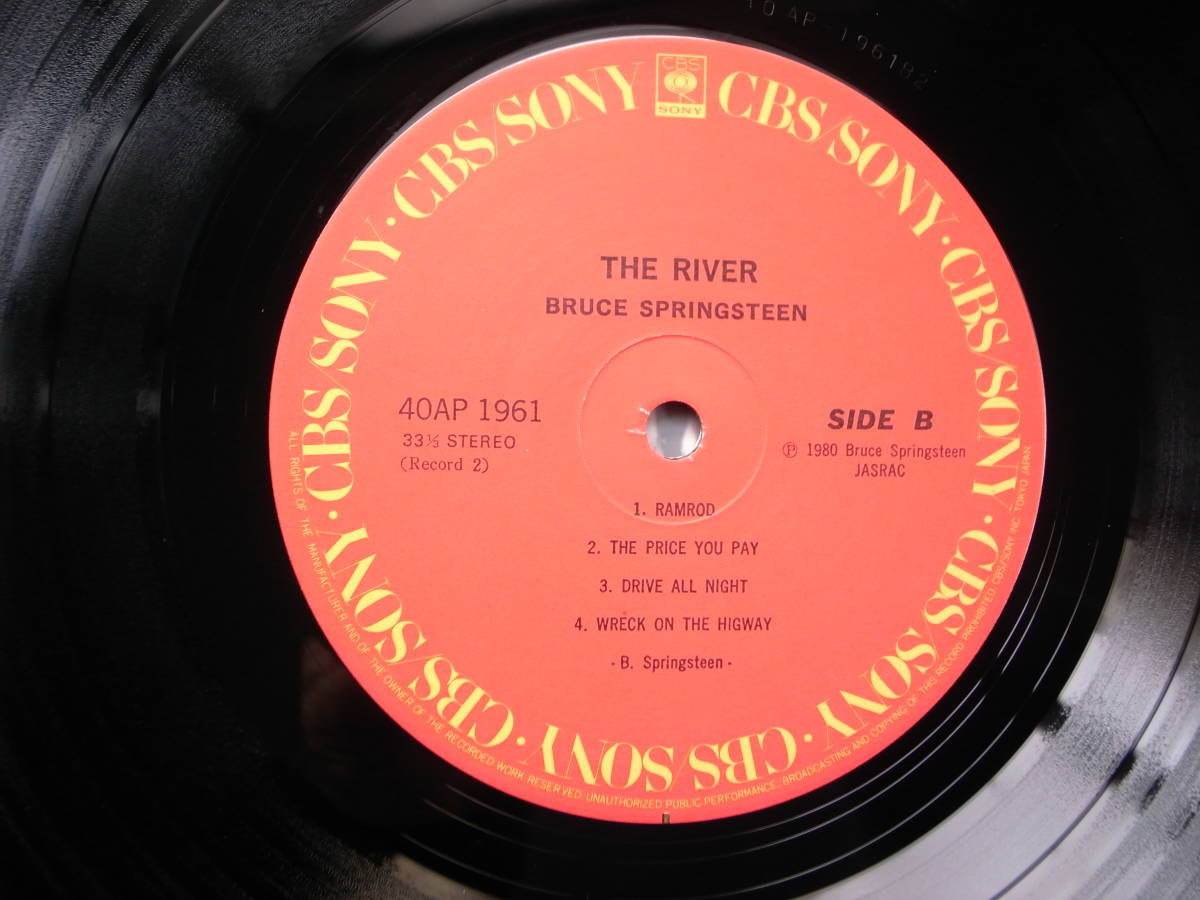 10 AP-1961B2
CBS
SONY
CBS/SONY · CBS/SONY · CBS/SONY · CBS/SONY · CBS/SONY · CBS/SONY · CBS/SONY · CBS/SONY
THE RIVER
BRUCE SPRINGSTEEN
40AP 1961
33⅓ STEREO
(Record 2)
SIDE B
Ⓟ 1980 Bruce Springsteen
JASRAC
1. RAMROD
2. THE PRICE YOU PAY
3. DRIVE ALL NIGHT
4. WRECK ON THE HIGWAY
- B. Springsteen -
ALL RIGHTS OF THE MANUFACTURER AND OF THE OWNER OF THE RECORDED WORK RESERVED. UNAUTHORIZED PUBLIC PERFORMANCE. BROADCASTING AND COPYING OF THIS RECORD PROHIBITED. CBS/SONY INC. TOKYO JAPAN